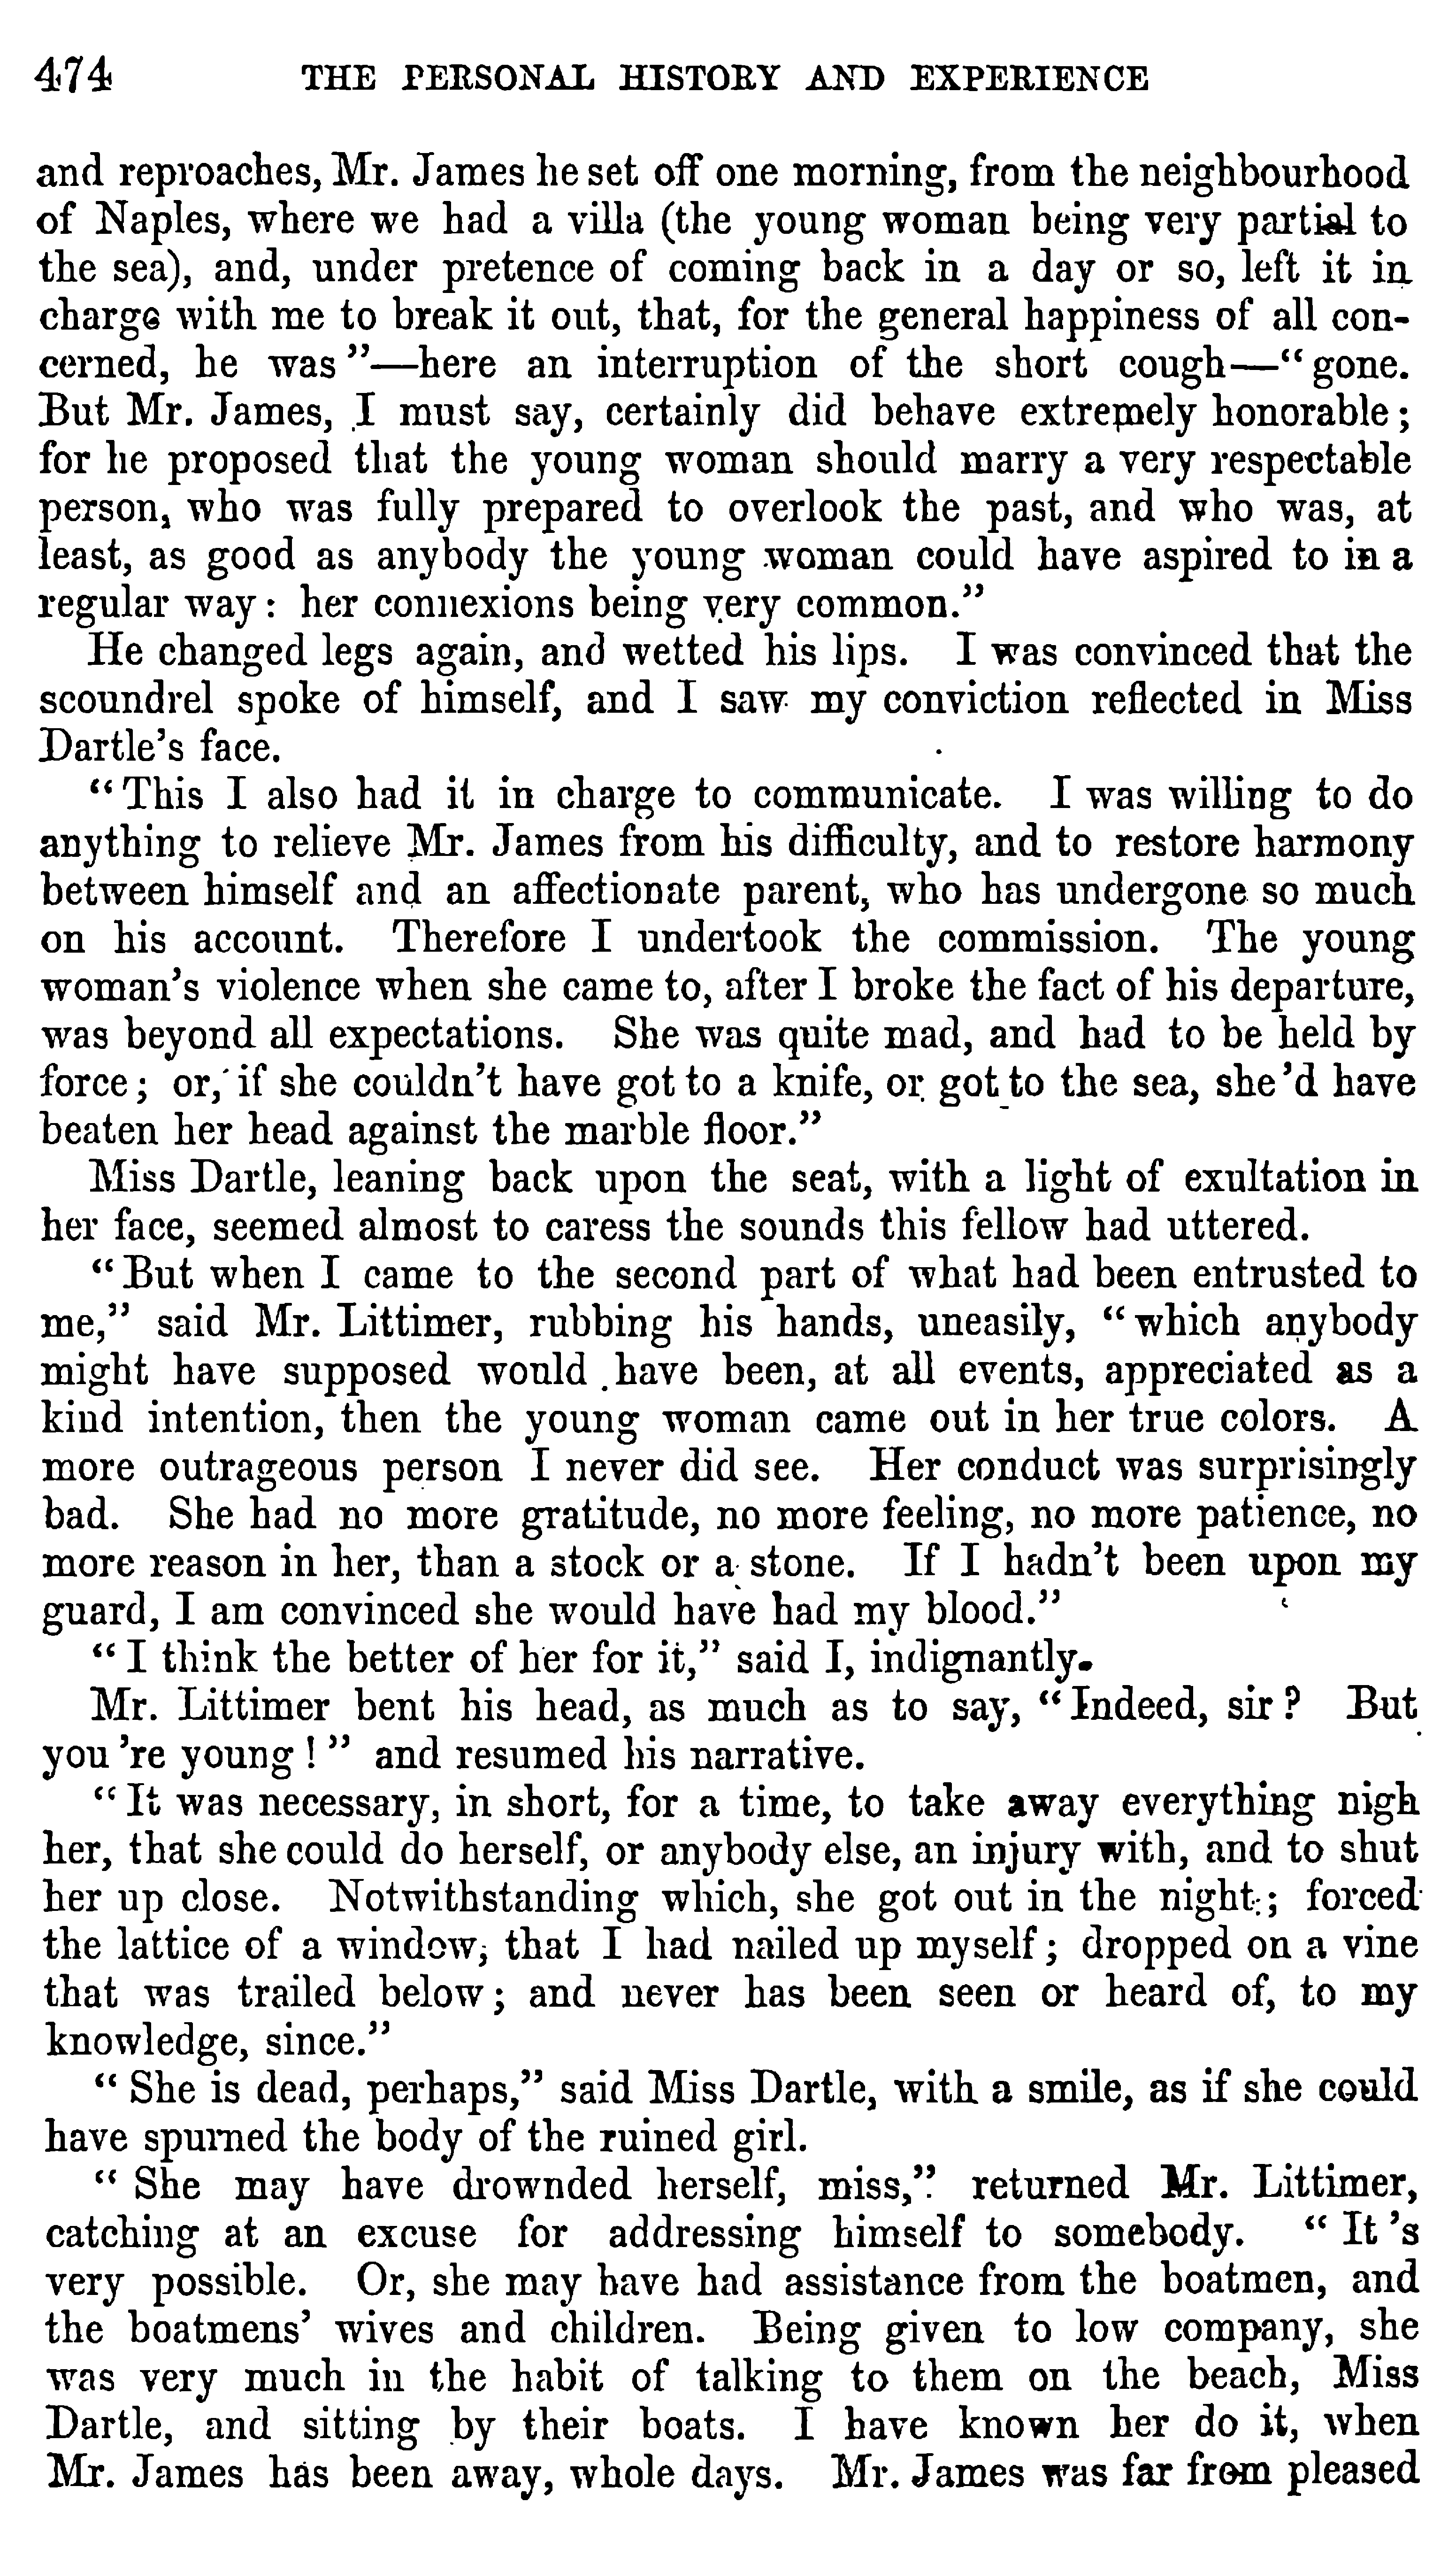 474 THE PERSONAL HISTORY AND EXPERIENCE
and reproaches, Mr. James he set off one morning, from the neighbourhood
of Naples, where we had a villa (the young woman being very partial to
the sea), and, under pretence of coming back in a day or so, left it in
charge with me to break it out, that, for the general happiness of all con-
cerned, he was"—here an interruption of the short cough—"gone.
But Mr. James, I must say, certainly did behave extremely honorable;
for he proposed that the young woman should marry a very respectable
person, who was fully prepared to overlook the past, and who was, at
least, as good as anybody the young woman could have aspired to in a
regular way: her connexions being very common."
He changed legs again, and wetted his lips. I was convinced that the
scoundrel spoke of himself, and I saw my conviction reflected in Miss
Dartle's face.
"This I also had it in charge to communicate. I was willing to do
anything to relieve Mr. James from his difficulty, and to restore harmony
between himself and an affectionate parent, who has undergone so much
on his account. Therefore I undertook the commission. The young
woman's violence when she came to, after I broke the fact of his departure,
was beyond all expectations. She was quite mad, and had to be held by
force; or, if she couldn't have got to a knife, or got to the sea, she 'd have
beaten her head against the marble floor."
Miss Dartle, leaning back upon the seat, with a light of exultation in
her face, seemed almost to caress the sounds this fellow had uttered.
"But when I came to the second part of what had been entrusted to
me," said Mr. Littimer, rubbing his hands, uneasily, "which anybody
might have supposed would have been, at all events, appreciated as a
kind intention, then the young woman came out in her true colors. A
more outrageous person I never did see. Her conduct was surprisingly
bad. She had no more gratitude, no more feeling, no more patience, no
more reason in her, than a stock or a stone. If I hadn't been upon my
guard, I am convinced she would have had my blood."
"I think the better of her for it," said I, indignantly.
Mr. Littimer bent his head, as much as to say, "Indeed, sir? But
you 're young!" and resumed his narrative.
"It was necessary, in short, for a time, to take away everything nigh
her, that she could do herself, or anybody else, an injury with, and to shut
her up close. Notwithstanding which, she got out in the night; forced
the lattice of a window, that I had nailed up myself; dropped on a vine
that was trailed below; and never has been seen or heard of, to my
knowledge, since."
"She is dead, perhaps," said Miss Dartle, with a smile, as if she could
have spurned the body of the ruined girl.
"She may have drownded herself, miss," returned Mr. Littimer,
catching at an excuse for addressing himself to somebody. "It 's
very possible. Or, she may have had assistance from the boatmen, and
the boatmens' wives and children. Being given to low company, she
was very much in the habit of talking to them on the beach, Miss
Dartle, and sitting by their boats. I have known her do it, when
Mr. James has been away, whole days. Mr. James was far from pleased